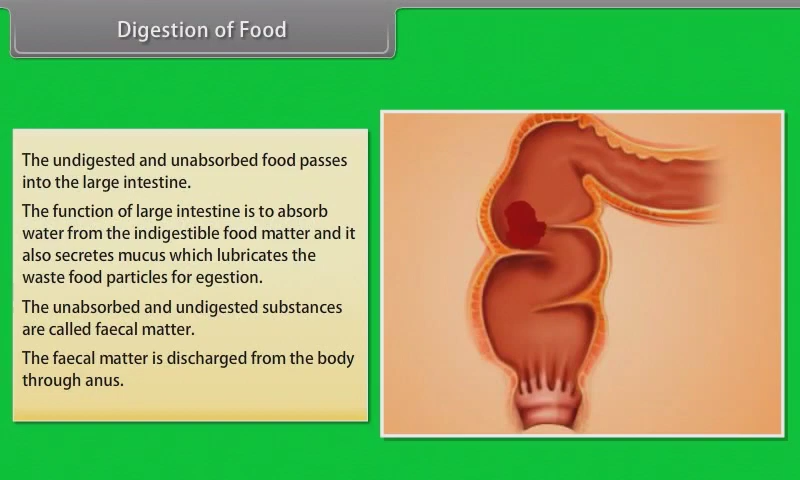 Digestion of Food
The undigested and unabsorbed food passes
into the large intestine.
The function of large intestine is to absorb
water from the indigestible food matter and it
also secretes mucus which lubricates the
waste food particles for egestion.
The unabsorbed and undigested substances
are called faecal matter.
The faecal matter is discharged from the body
through anus.